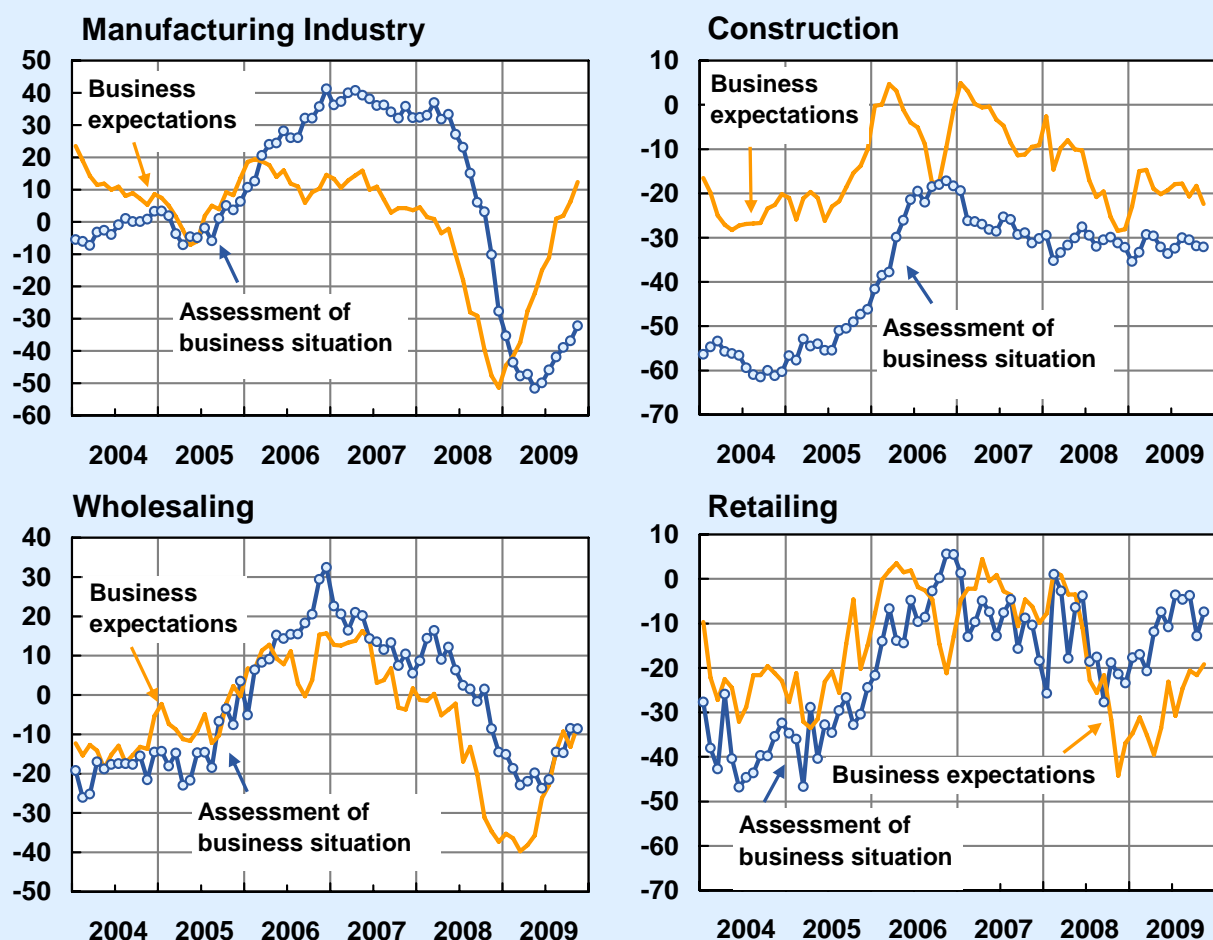 Manufacturing Industry
50
40
30
20
10
0
-10
-20
-30
-40
-50
-60
Business
expectations
Assessment of
business situation
2004 2005 2006 2007 2008 2009
Construction
10
0
-10
-20
-30
-40
-50
-60
-70
Business
expectations
Assessment of
business situation
2004 2005 2006 2007 2008 2009
Wholesaling
40
30
20
10
0
-10
-20
-30
-40
-50
Business
expectations
Assessment of
business situation
2004 2005 2006 2007 2008 2009
Retailing
10
0
-10
-20
-30
-40
-50
-60
-70
Business expectations
Assessment of
business situation
2004 2005 2006 2007 2008 2009